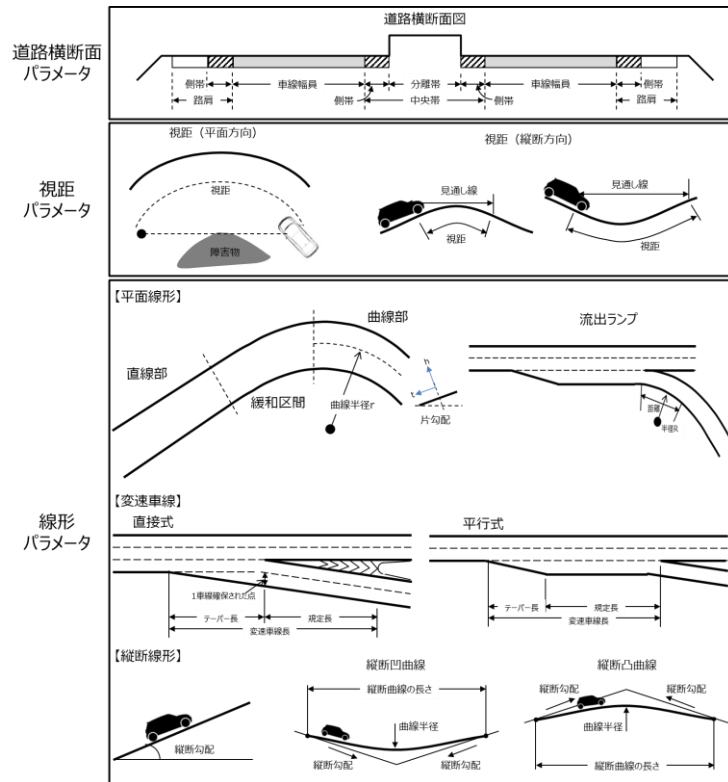 道路横断面
パラメータ
道路横断面図
側帯
車線幅員
分離帯
車線幅員
側帯
路肩
側帯
中央帯
側帯
路肩
視距
パラメータ
視距（平面方向）
視距
障害物
視距（縦断方向）
見通し線
視距
見通し線
視距
線形
パラメータ
【平面線形】
直線部
緩和区間
曲線部
曲線半径r
h
r
片勾配
流出ランプ
距離
半径R
【変速車線】
直接式
1車線確保された点
テーパー長
規定長
変速車線長
平行式
テーパー長
規定長
変速車線長
【縦断線形】
縦断勾配
縦断凹曲線
縦断曲線の長さ
曲線半径
縦断勾配
縦断勾配
縦断凸曲線
縦断勾配
縦断勾配
曲線半径
縦断曲線の長さ